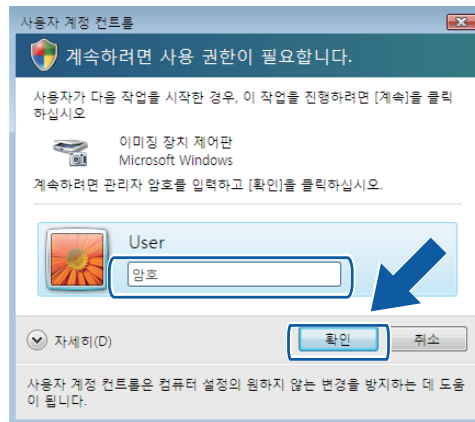 사용자 계정 컨트롤
계속하려면 사용 권한이 필요합니다.
사용자가 다음 작업을 시작한 경우, 이 작업을 진행하려면 [계속]을 클릭
하십시오
이미징 장치 제어판
Microsoft Windows
계속하려면 관리자 암호를 입력하고 [확인]을 클릭하십시오.
User
암호
자세히(D)
확인
취소
사용자 계정 컨트롤은 컴퓨터 설정의 원하지 않는 변경을 방지하는 데 도움
이 됩니다.